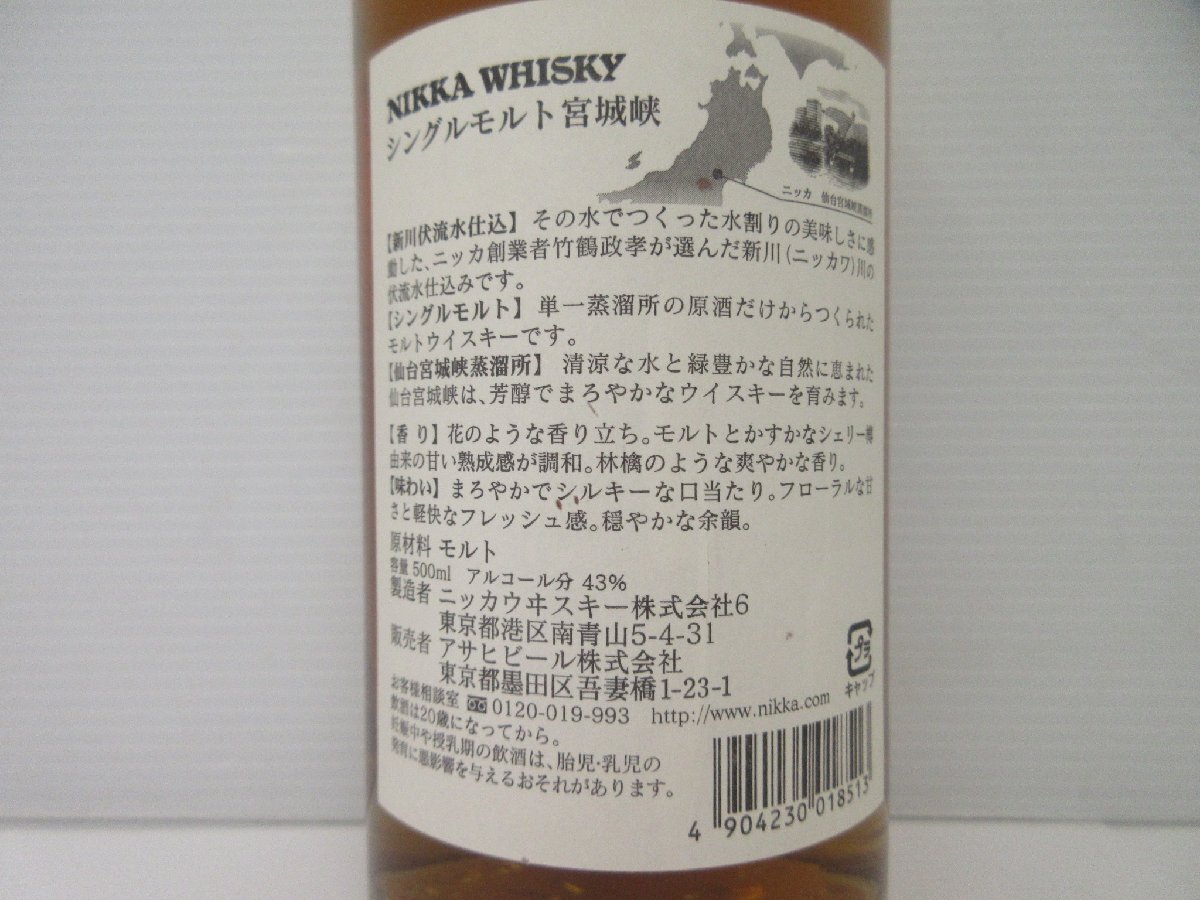 NIKKA WHISKY
シングルモルト宮城峡
ニッカ 仙台宮城峡蒸溜所
【新川伏流水仕込】その水でつくった水割りの美味しさに感
動した、ニッカ創業者竹鶴政孝が選んだ新川(ニッカワ)川の
伏流水仕込みです。
【シングルモルト】単一蒸溜所の原酒だけからつくられた
モルトウイスキーです。
【仙台宮城峡蒸溜所】清涼な水と緑豊かな自然に恵まれた
仙台宮城峡は、芳醇でまろやかなウイスキーを育みます。
【香り】花のような香り立ち。モルトとかすかなシェリー樽
由来の甘い熟成感が調和。林檎のような爽やかな香り。
【味わい】まろやかでシルキーな口当たり。フローラルな甘
さと軽快なフレッシュ感。穏やかな余韻。
原材料 モルト
容量 500ml アルコール分 43%
製造者 ニッカウヰスキー株式会社6
東京都港区南青山5-4-31
販売者 アサヒビール株式会社
東京都墨田区吾妻橋1-23-1
お客様相談室 0120-019-993 http://www.nikka.com
飲酒は20歳になってから。
妊娠中や授乳期の飲酒は、胎児・乳児の
発育に悪影響を与えるおそれがあります。
プラ
キャップ
4 904230 018513